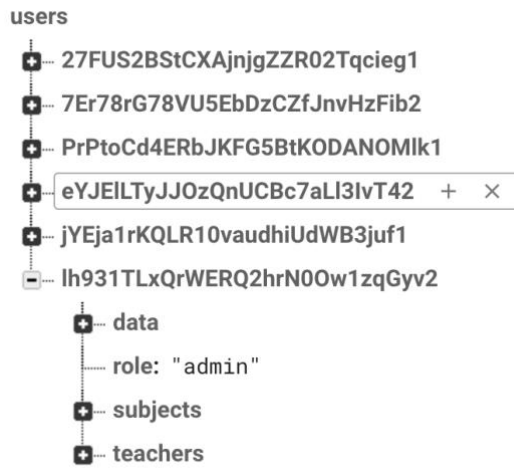 users
27FUS2BStCXAjnjgZZR02Tqcieg1
7Er78rG78VU5EbDzCZfJnvHzFib2
PrPtoCd4ERbJKFG5BtKODANOMlk1
eYJElLTyJJOzQnUCBc7aLl3IvT42 + ×
jYEja1rKQLR10vaudhiUdWB3juf1
lh931TLxQrWERQ2hrN0Ow1zqGyv2
data
role: "admin"
subjects
teachers